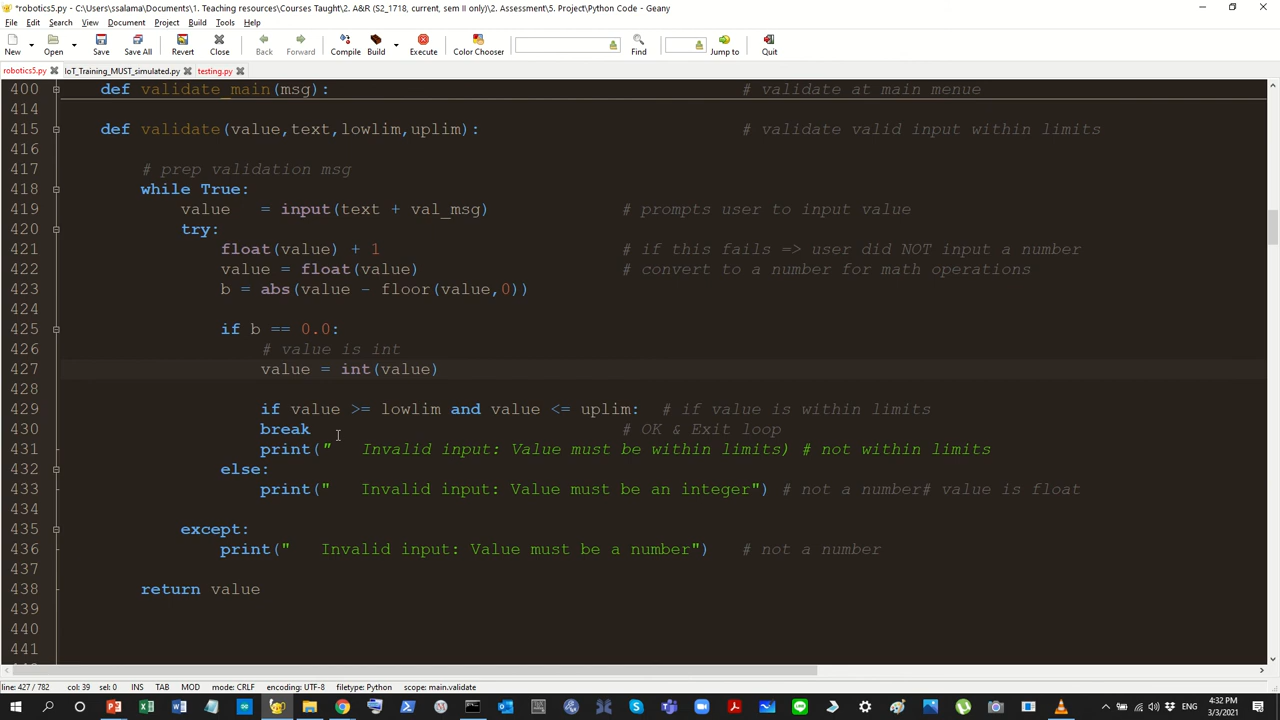 *robotics5.py - C:\Users\ssalama\Documents\1. Teaching resources\Courses Taught\2. A&R (S2_1718, current, sem II only)\2. Assessment\5. Project\Python Code - Geany
File Edit Search View Document Project Build Tools Help
New Open Save Save All Revert Close Back Forward Compile Build Execute Color Chooser Find Jump to Quit
robotics5.py IoT_Training_MUST_simulated.py testing.py
400 def validate_main(msg): # validate at main menue
414
415 def validate(value,text,lowlim,uplim): # validate valid input within limits
416
417 # prep validation msg
418 while True:
419 value = input(text + val_msg) # prompts user to input value
420 try:
421 float(value) + 1 # if this fails => user did NOT input a number
422 value = float(value) # convert to a number for math operations
423 b = abs(value - floor(value,0))
424
425 if b == 0.0:
426 # value is int
427 value = int(value)
428
429 if value >= lowlim and value <= uplim: # if value is within limits
430 break # OK & Exit loop
431 print(" Invalid input: Value must be within limits) # not within limits
432 else:
433 print(" Invalid input: Value must be an integer") # not a number# value is float
434
435 except:
436 print(" Invalid input: Value must be a number") # not a number
437
438 return value
439
440
441
line: 427 / 782 col: 39 sel: 0 INS TAB MOD mode: CRLF encoding: UTF-8 filetype: Python scope: main.validate
ENG 4:32 PM
3/3/2021